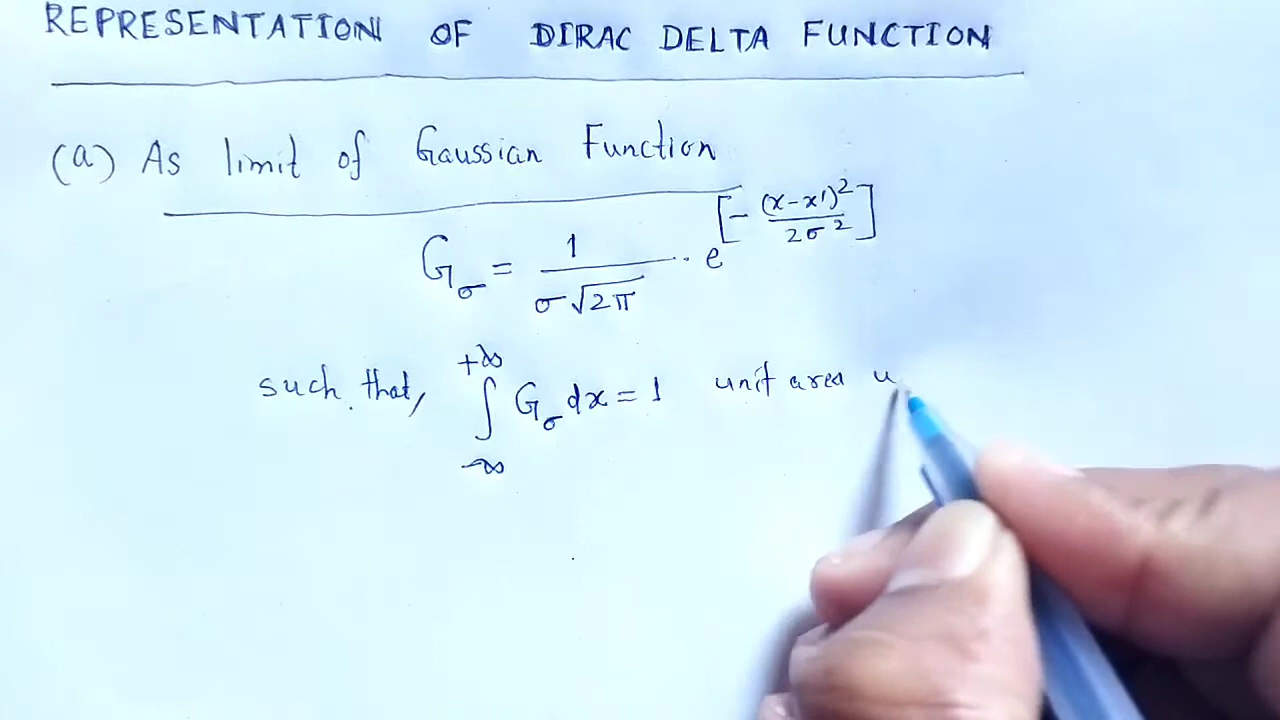 REPRESENTATION OF DIRAC DELTA FUNCTION
(a) As limit of Gaussian Function
G_σ = 1/(σ√2π) · e^[-(x-x')²/2σ²]
such that, ∫_{-∞}^{+∞} G_σ dx = 1 unit area u